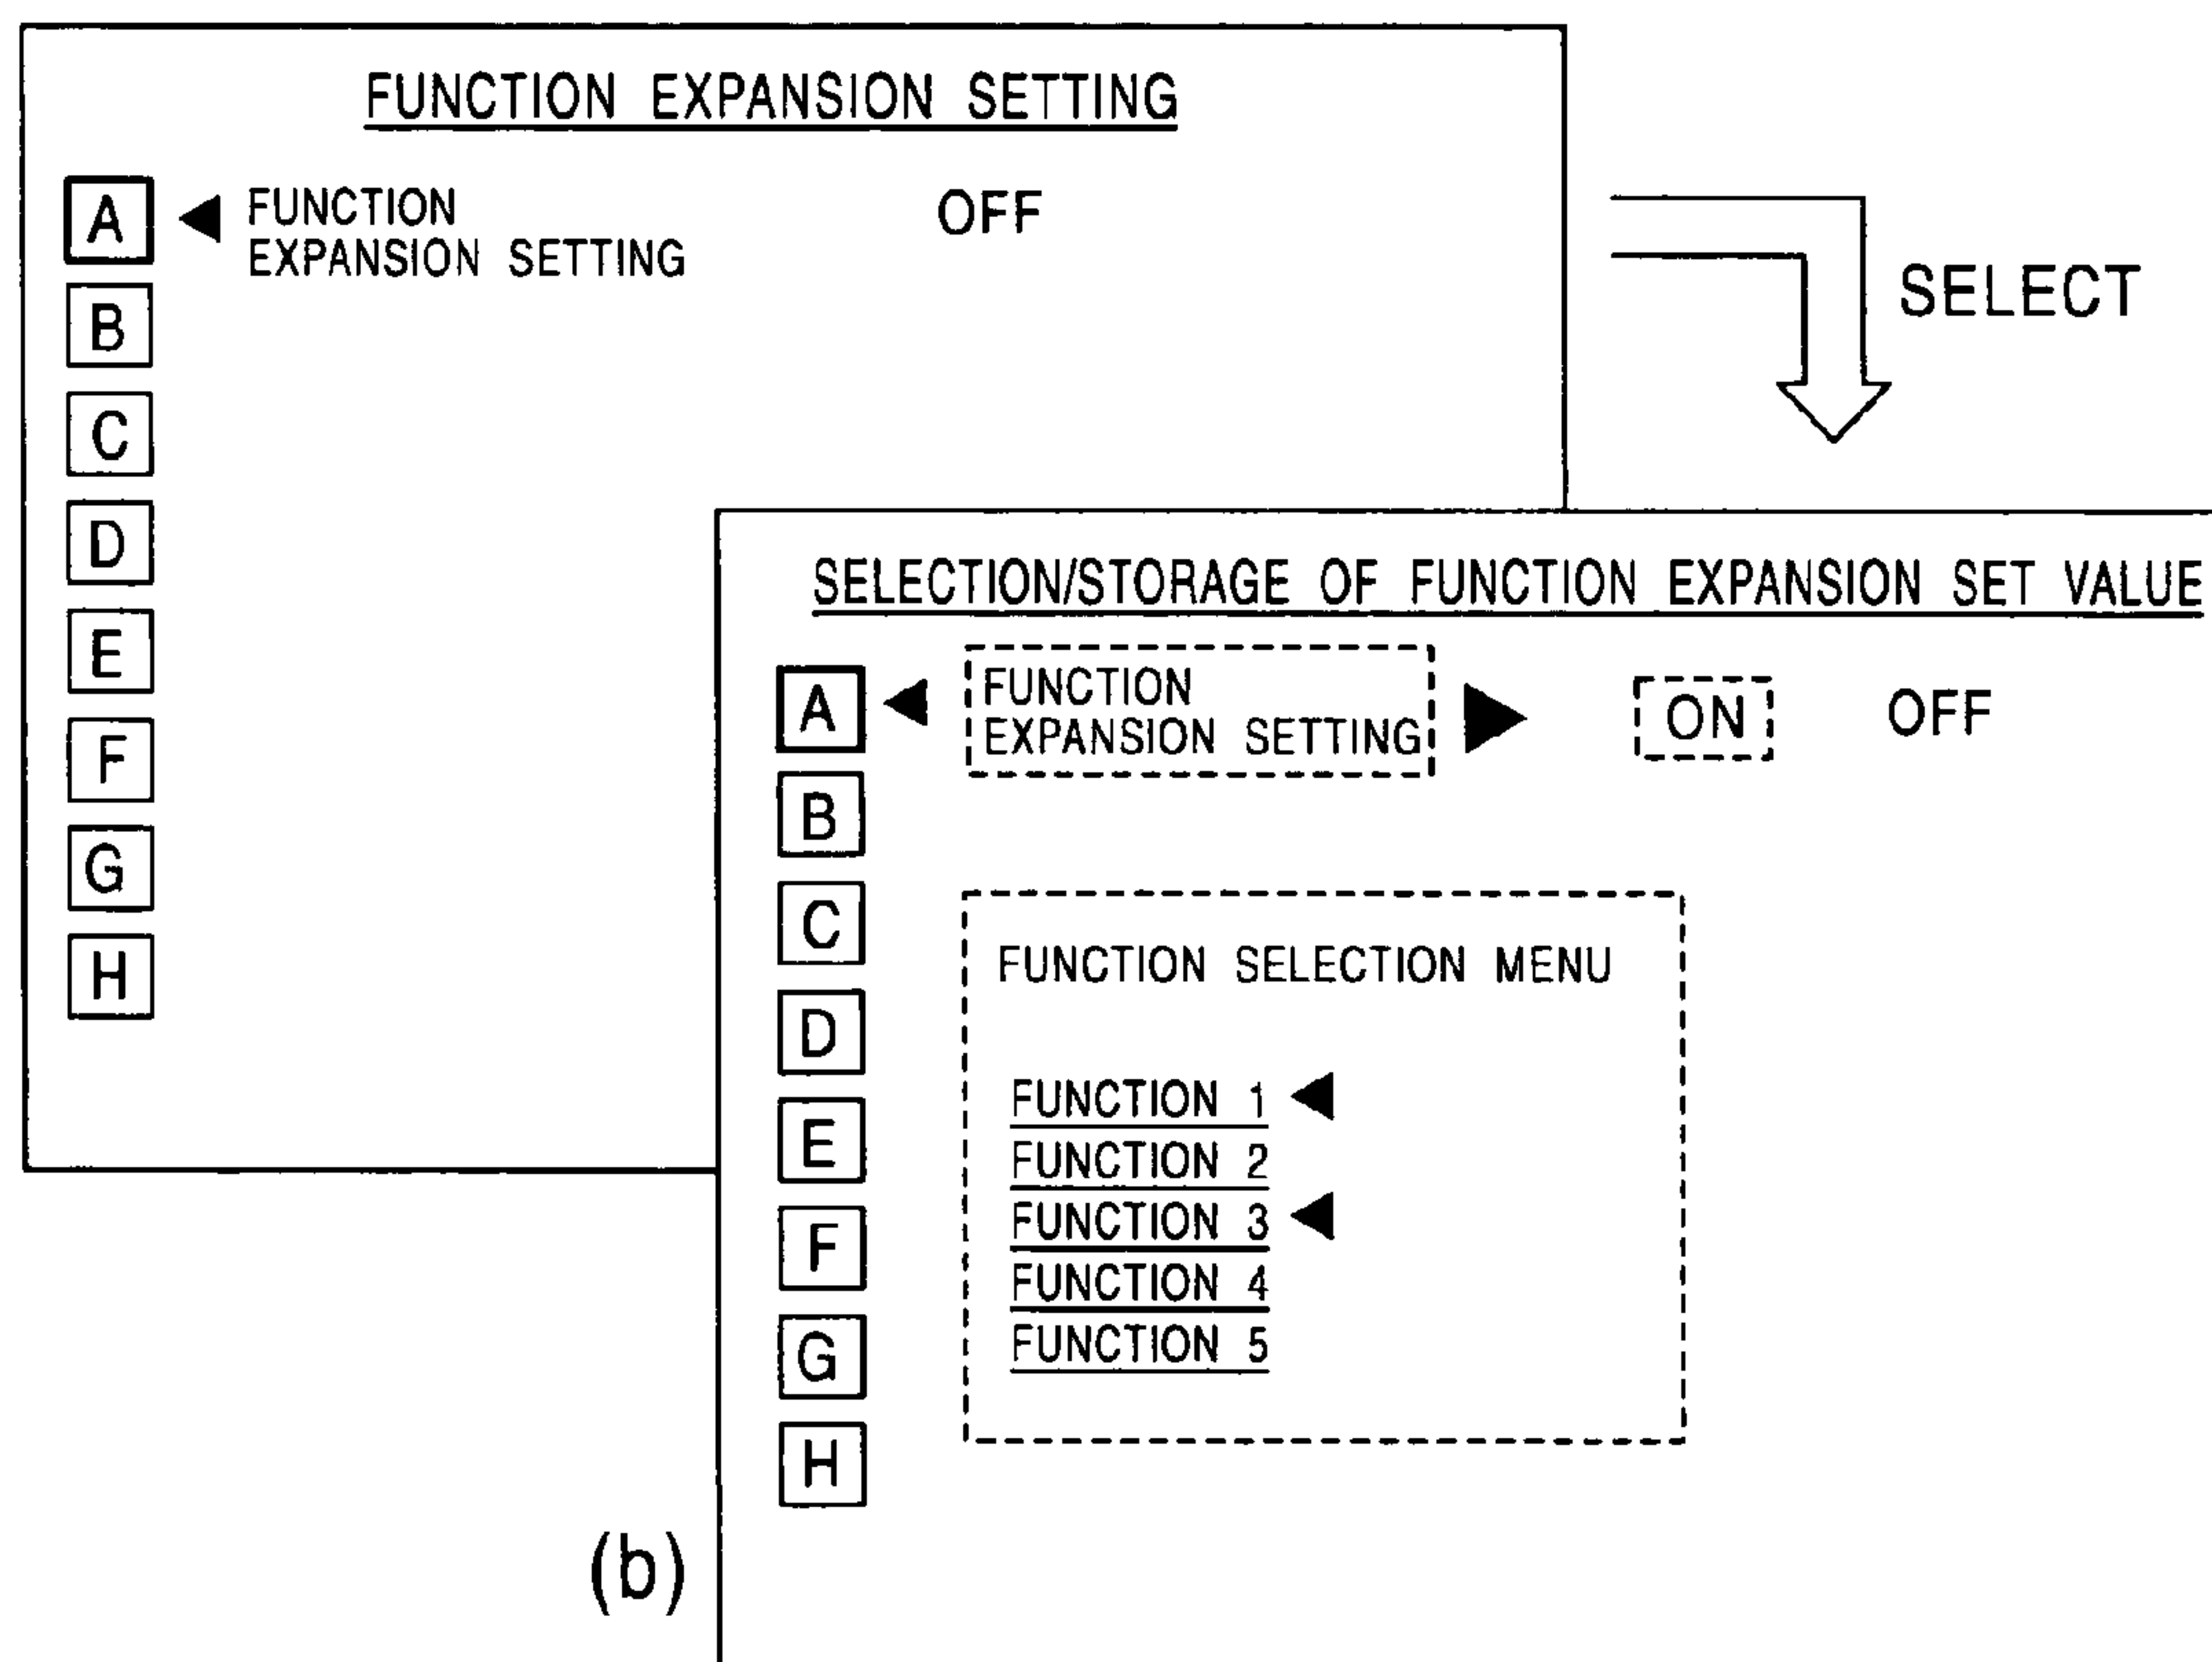 FUNCTION EXPANSION SETTING
A ◀ FUNCTION EXPANSION SETTING OFF
B
C
D
E
F
G
H
SELECT
SELECTION/STORAGE OF FUNCTION EXPANSION SET VALUE
A ◀ FUNCTION EXPANSION SETTING ▶ ON OFF
B
C
D
E
F
G
H
FUNCTION SELECTION MENU
FUNCTION 1 ◀
FUNCTION 2
FUNCTION 3 ◀
FUNCTION 4
FUNCTION 5
(b)